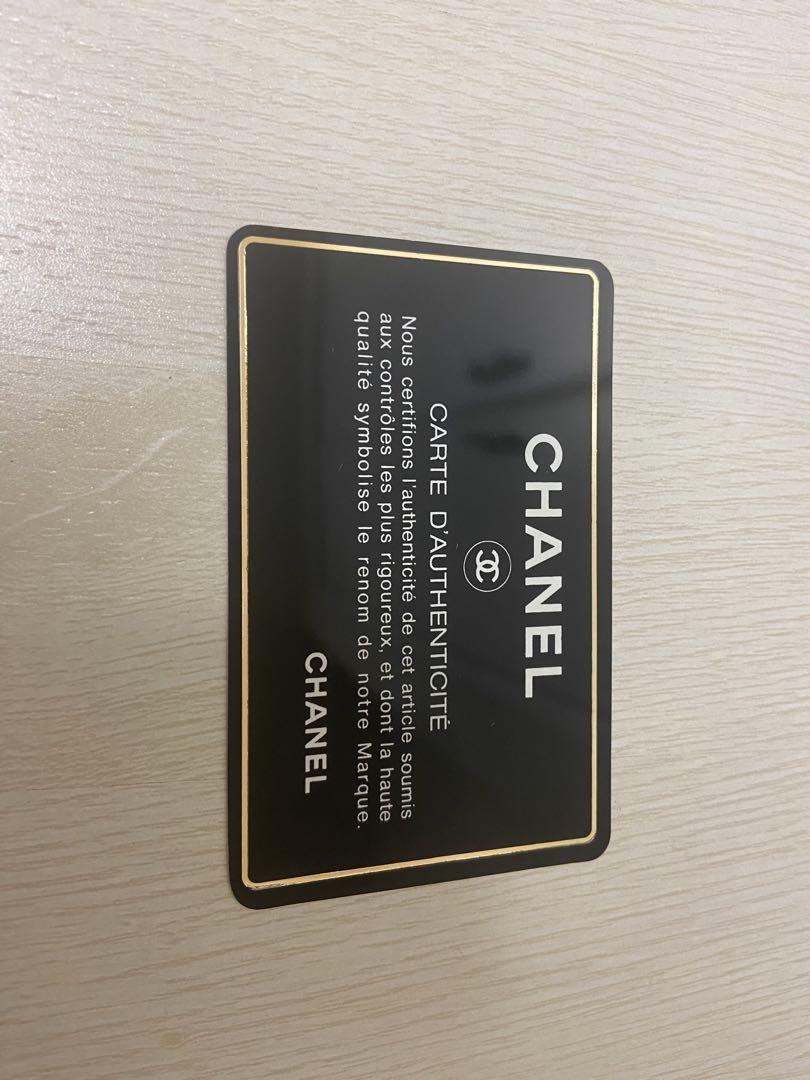 CHANEL
CARTE D'AUTHENTICITÉ
Nous certifions l'authenticité de cet article soumis
aux contrôles les plus rigoureux, et dont la haute
qualité symbolise le renom de notre Marque.
CHANEL